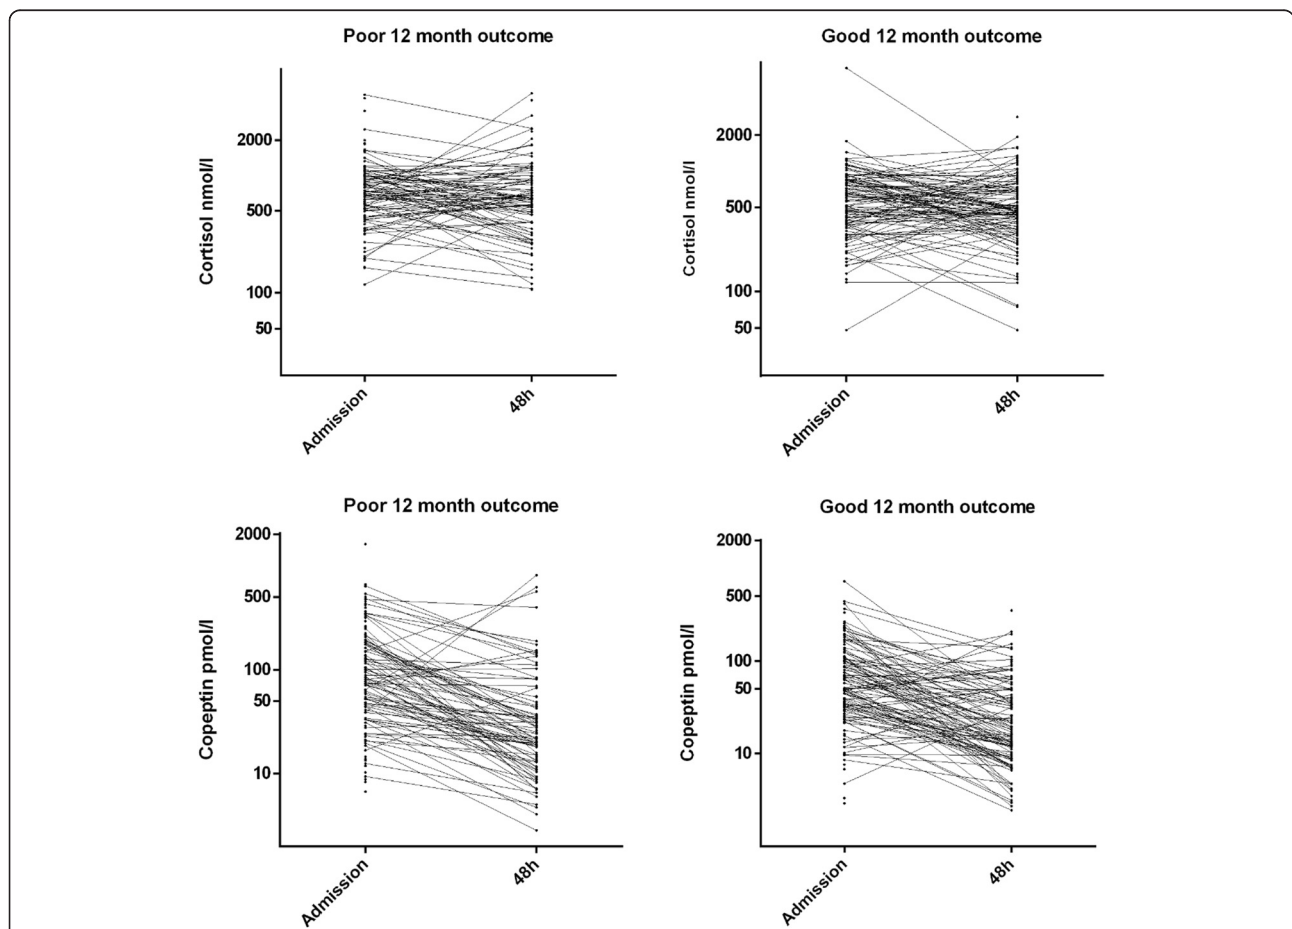 Poor 12 month outcome
Cortisol nmol/l
2000
500
100
50
Admission
48h
Good 12 month outcome
Cortisol nmol/l
2000
500
100
50
Admission
48h
Poor 12 month outcome
Copeptin pmol/l
2000
500
100
50
10
Admission
48h
Good 12 month outcome
Copeptin pmol/l
2000
500
100
50
10
Admission
48h